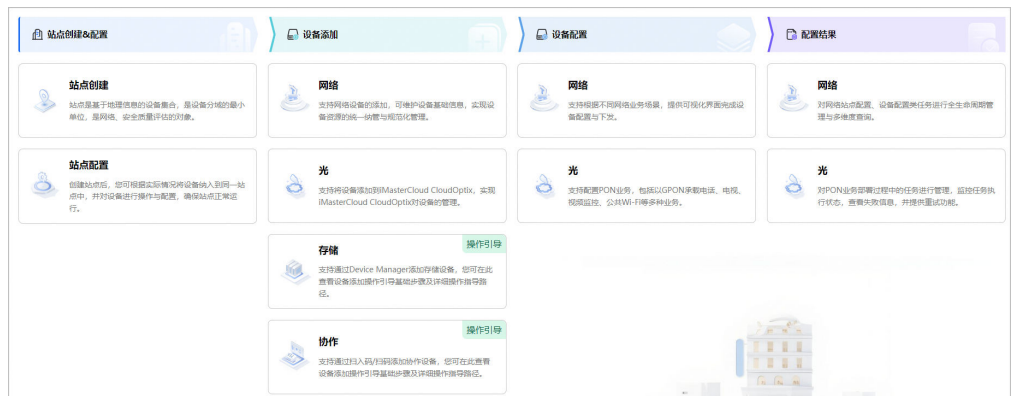 站点创建&配置
设备添加
设备配置
配置结果
站点创建
站点是基于地理信息的设备集合，是设备分域的最小
单位，是网络、安全质量评估的对象。
网络
支持网络设备的添加，可维护设备基础信息，实现设
备资源的统一纳管与规范化管理。
网络
支持根据不同网络业务场景，提供可视化界面完成设
备配置与下发。
网络
对网络站点配置、设备配置类任务进行全生命周期管
理与多维度查询。
站点配置
创建站点后，您可根据实际情况将设备纳入到同一站
点中，并对设备进行操作与配置，确保站点正常运
行。
光
支持将设备添加到iMasterCloud CloudOptix，实现
iMasterCloud CloudOptix对设备的管理。
光
支持配置PON业务，包括以GPON承载电话、电视、
视频监控、公共Wi-Fi等多种业务。
光
对PON业务部署过程中的任务进行管理，监控任务执
行状态，查看失败信息，并提供重试功能。
操作引导
存储
支持通过Device Manager添加存储设备，您可在此
查看设备添加操作引导基础步骤及详细操作指导路
径。
操作引导
协作
支持通过扫入码/扫码添加协作设备，您可在此查看
设备添加操作引导基础步骤及详细操作指导路径。